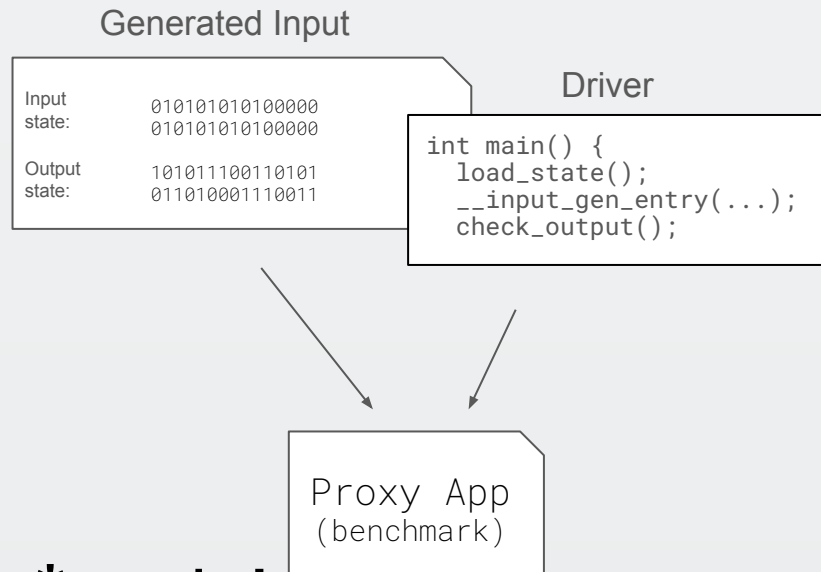 Generated Input
Input
state:
010101010100000
010101010100000
Output
state:
101011100110101
011010001110011
Driver
int main() {
load_state();
__input_gen_entry(...);
check_output();
Proxy App
(benchmark)